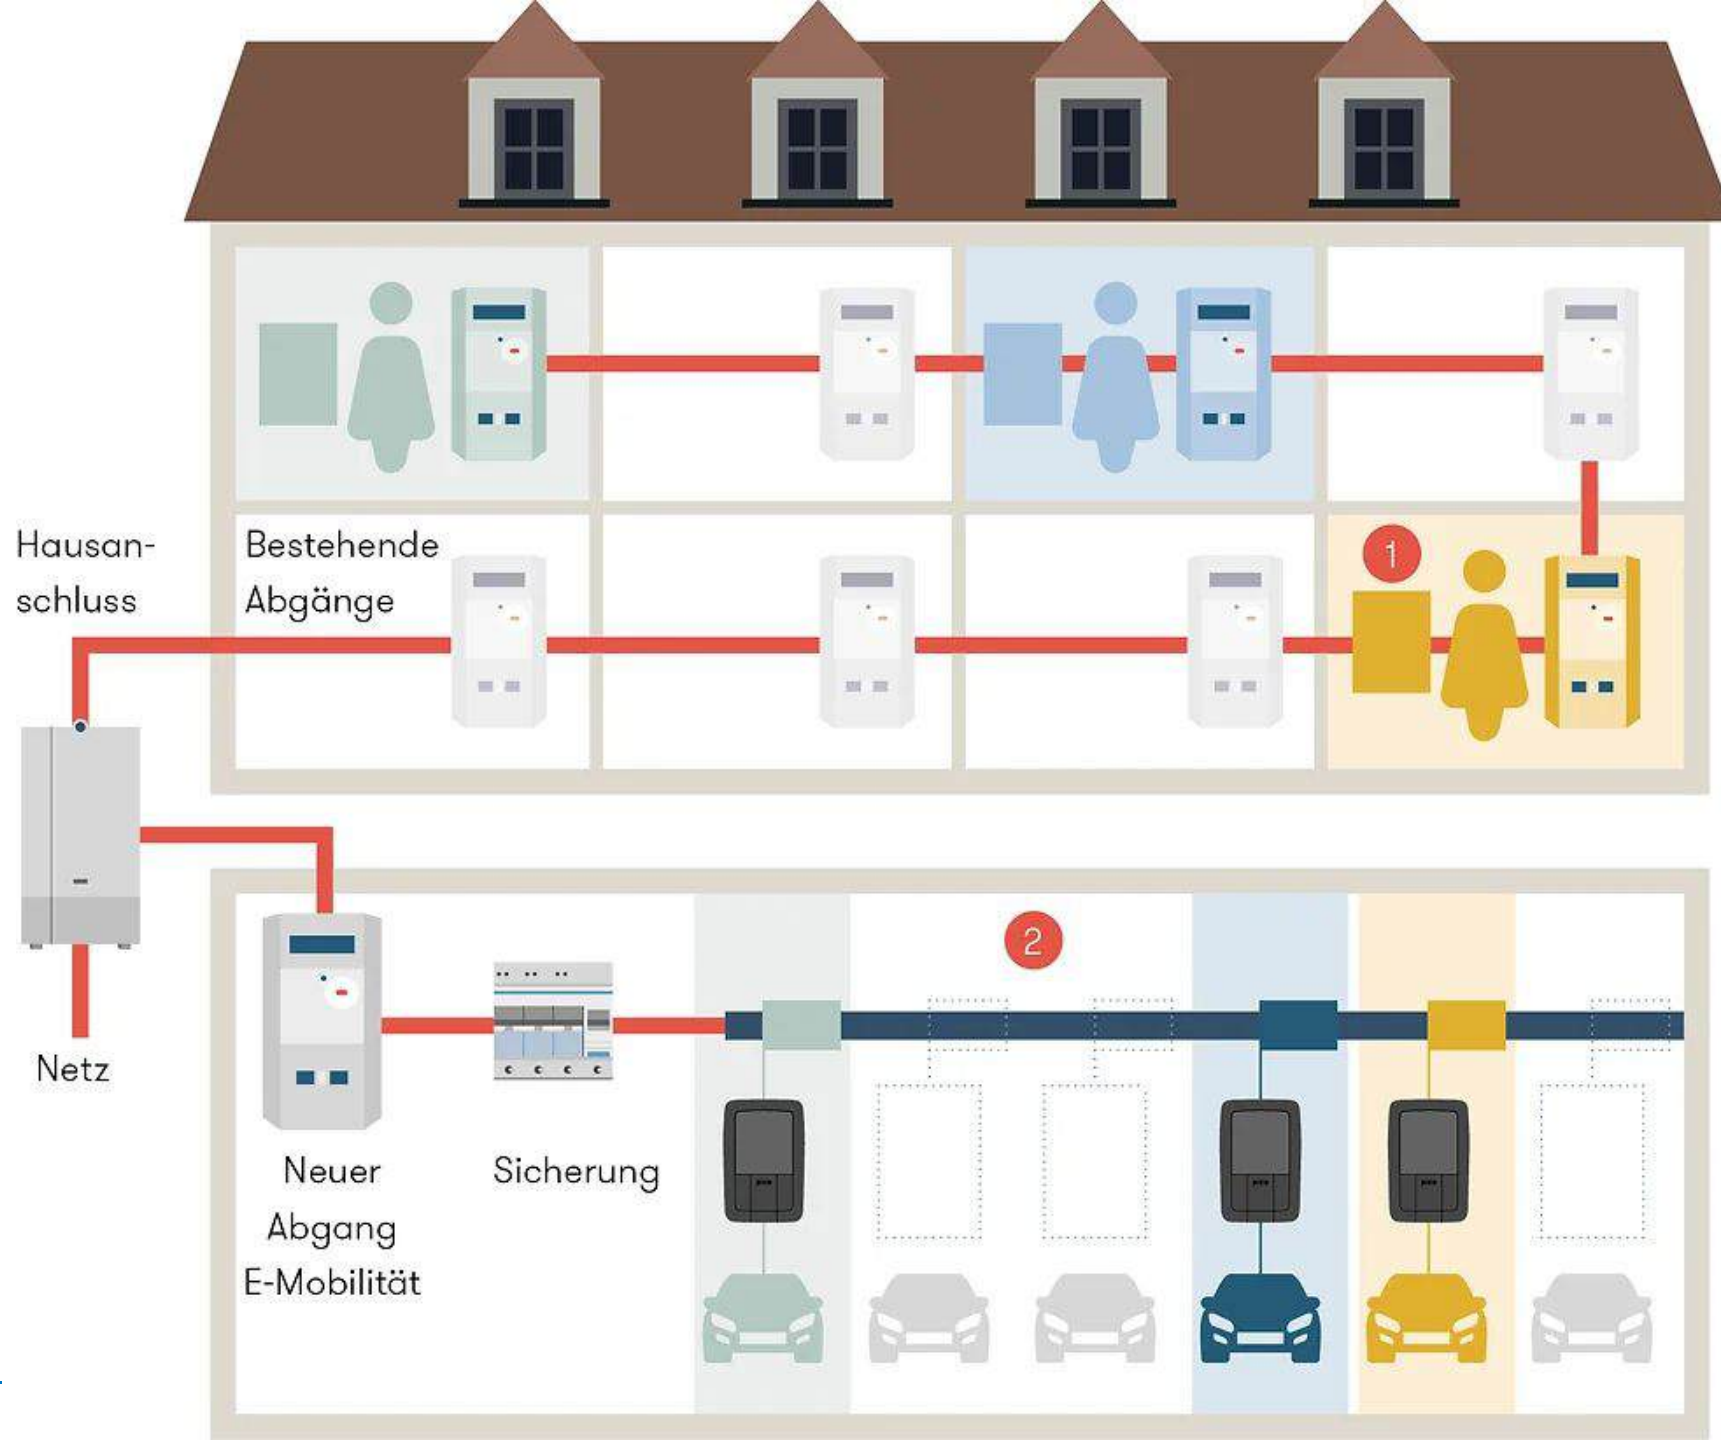 Hausan-
schluss
Bestehende
Abgänge
1
2
Netz
Neuer
Abgang
E-Mobilität
Sicherung